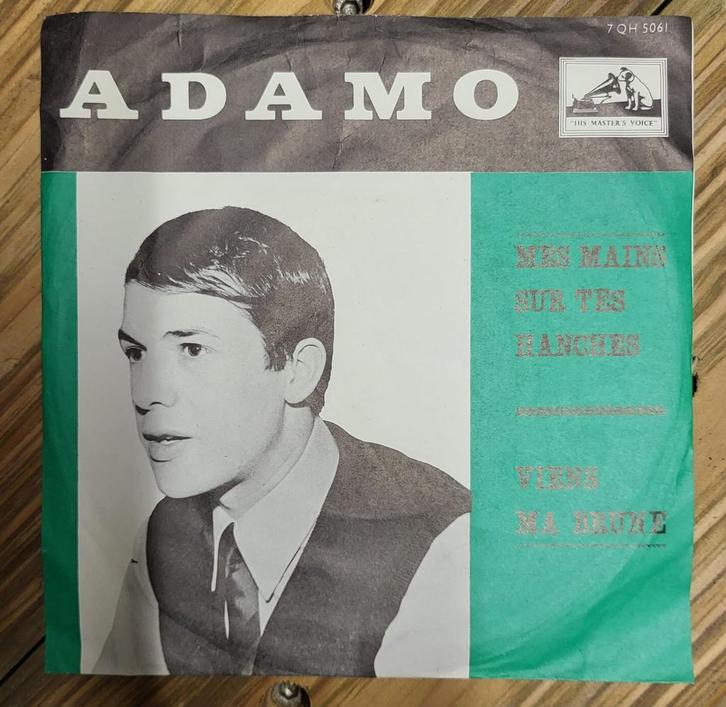 7 QH 5061
ADAMO
"HIS MASTER'S VOICE"
MES MAINS
SUR TES
HANCHES
VIENS
MA BRUNE